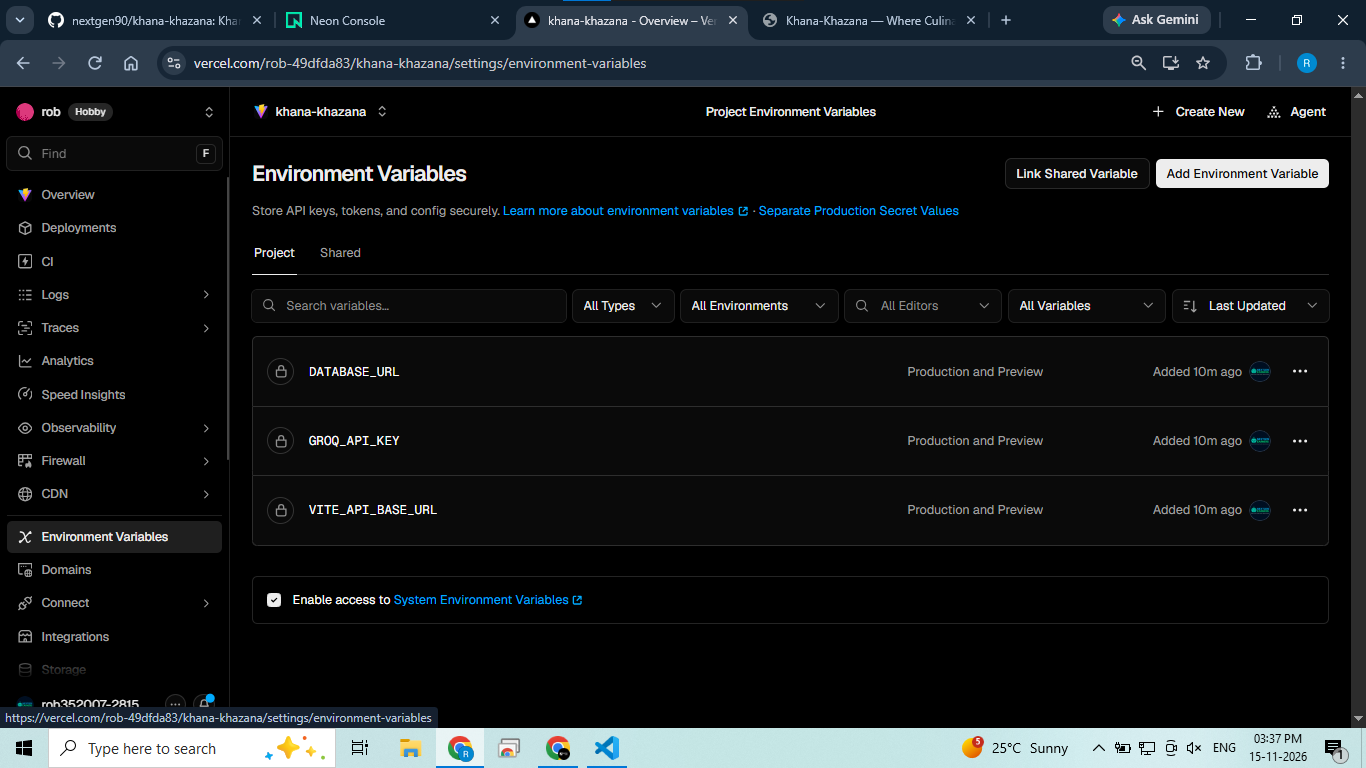 nextgen90/khana-khazana: Khan
Neon Console
khana-khazana - Overview – Ver
Khana-Khazana — Where Culina
Ask Gemini
vercel.com/rob-49dfda83/khana-khazana/settings/environment-variables
R
rob
Hobby
khana-khazana
Project Environment Variables
Create New
Agent
Find
F
Overview
Deployments
CI
Logs
Traces
Analytics
Speed Insights
Observability
Firewall
CDN
Environment Variables
Domains
Connect
Integrations
Storage
rob352007-2815
Environment Variables
Link Shared Variable
Add Environment Variable
Store API keys, tokens, and config securely. Learn more about environment variables · Separate Production Secret Values
Project
Shared
Search variables...
All Types
All Environments
All Editors
All Variables
Last Updated
DATABASE_URL
Production and Preview
Added 10m ago
GROQ_API_KEY
Production and Preview
Added 10m ago
VITE_API_BASE_URL
Production and Preview
Added 10m ago
Enable access to System Environment Variables
https://vercel.com/rob-49dfda83/khana-khazana/settings/environment-variables
Type here to search
R
5
25°C Sunny
ENG
03:37 PM
15-11-2026
1